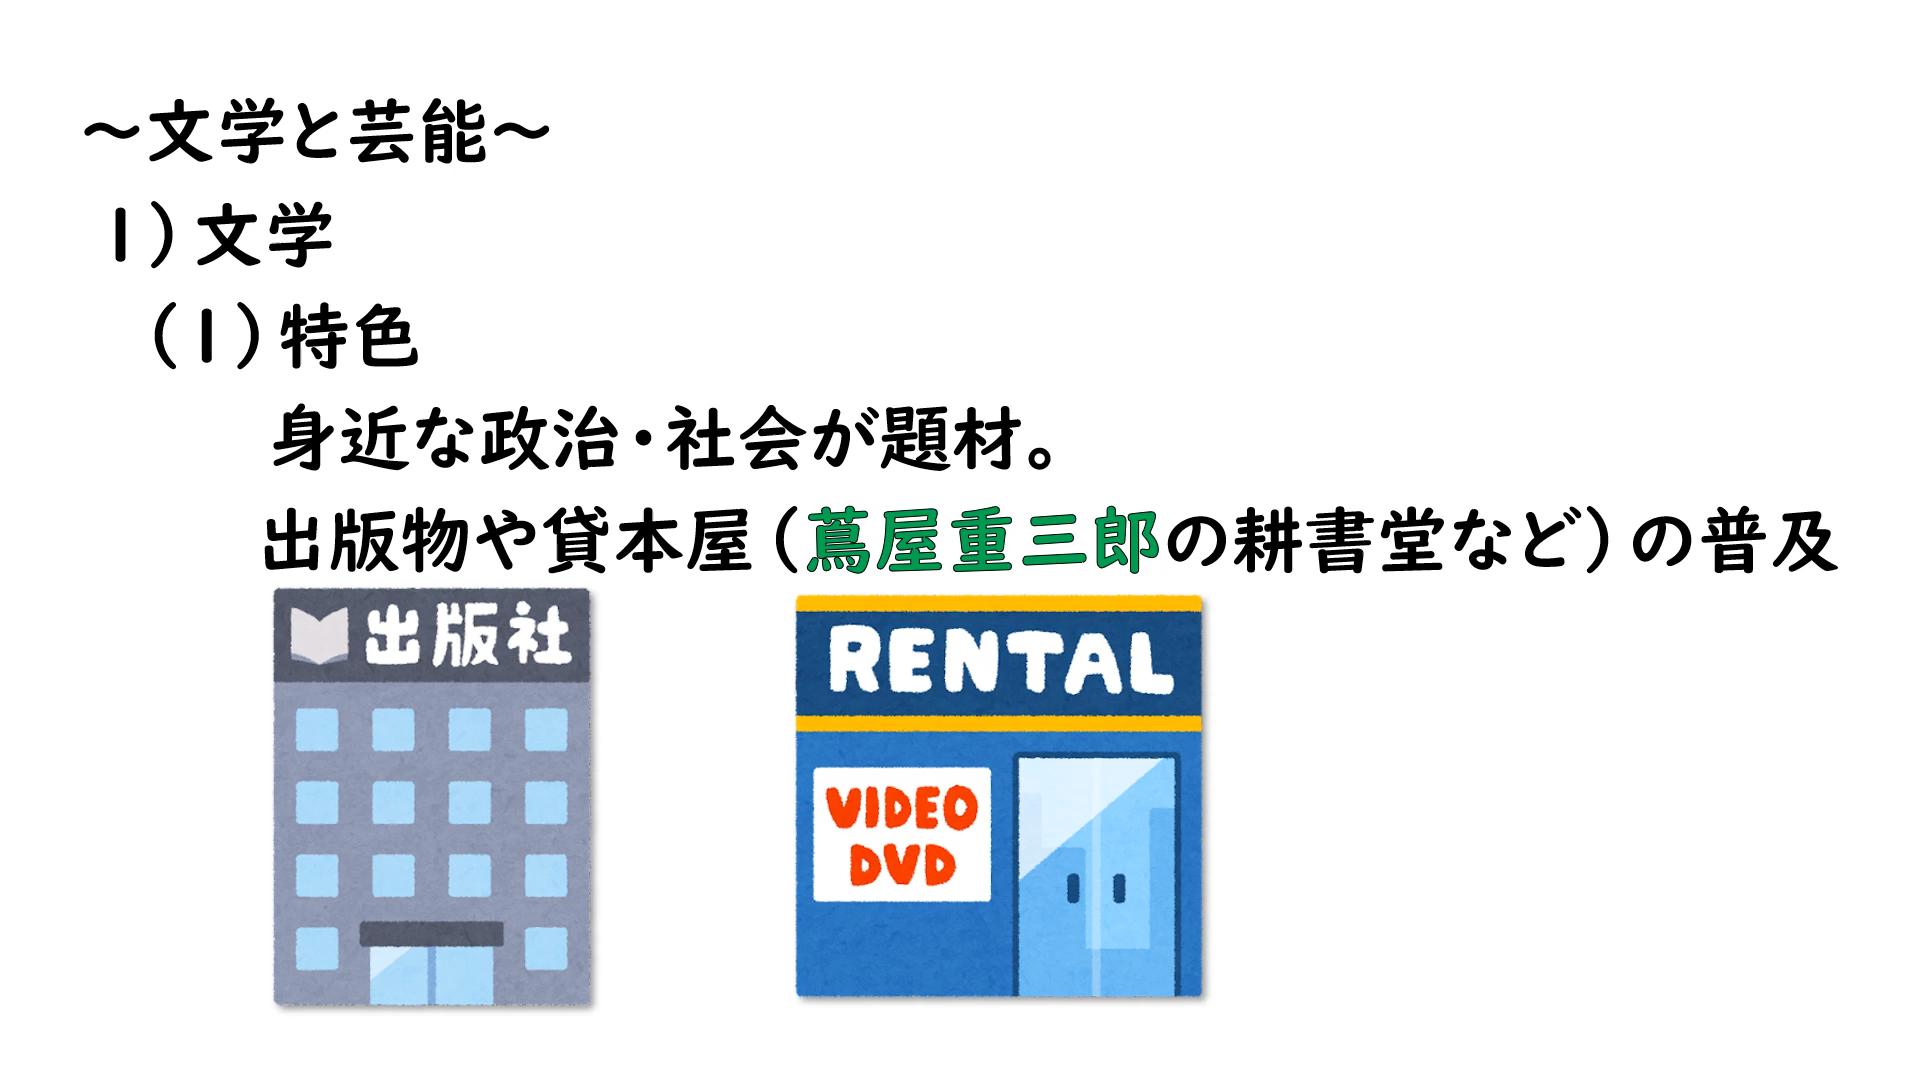 ～文学と芸能～
1）文学
（1）特色
身近な政治・社会が題材。
出版物や貸本屋（蔦屋重三郎の耕書堂など）の普及
出版社
RENTAL
VIDEO
DVD